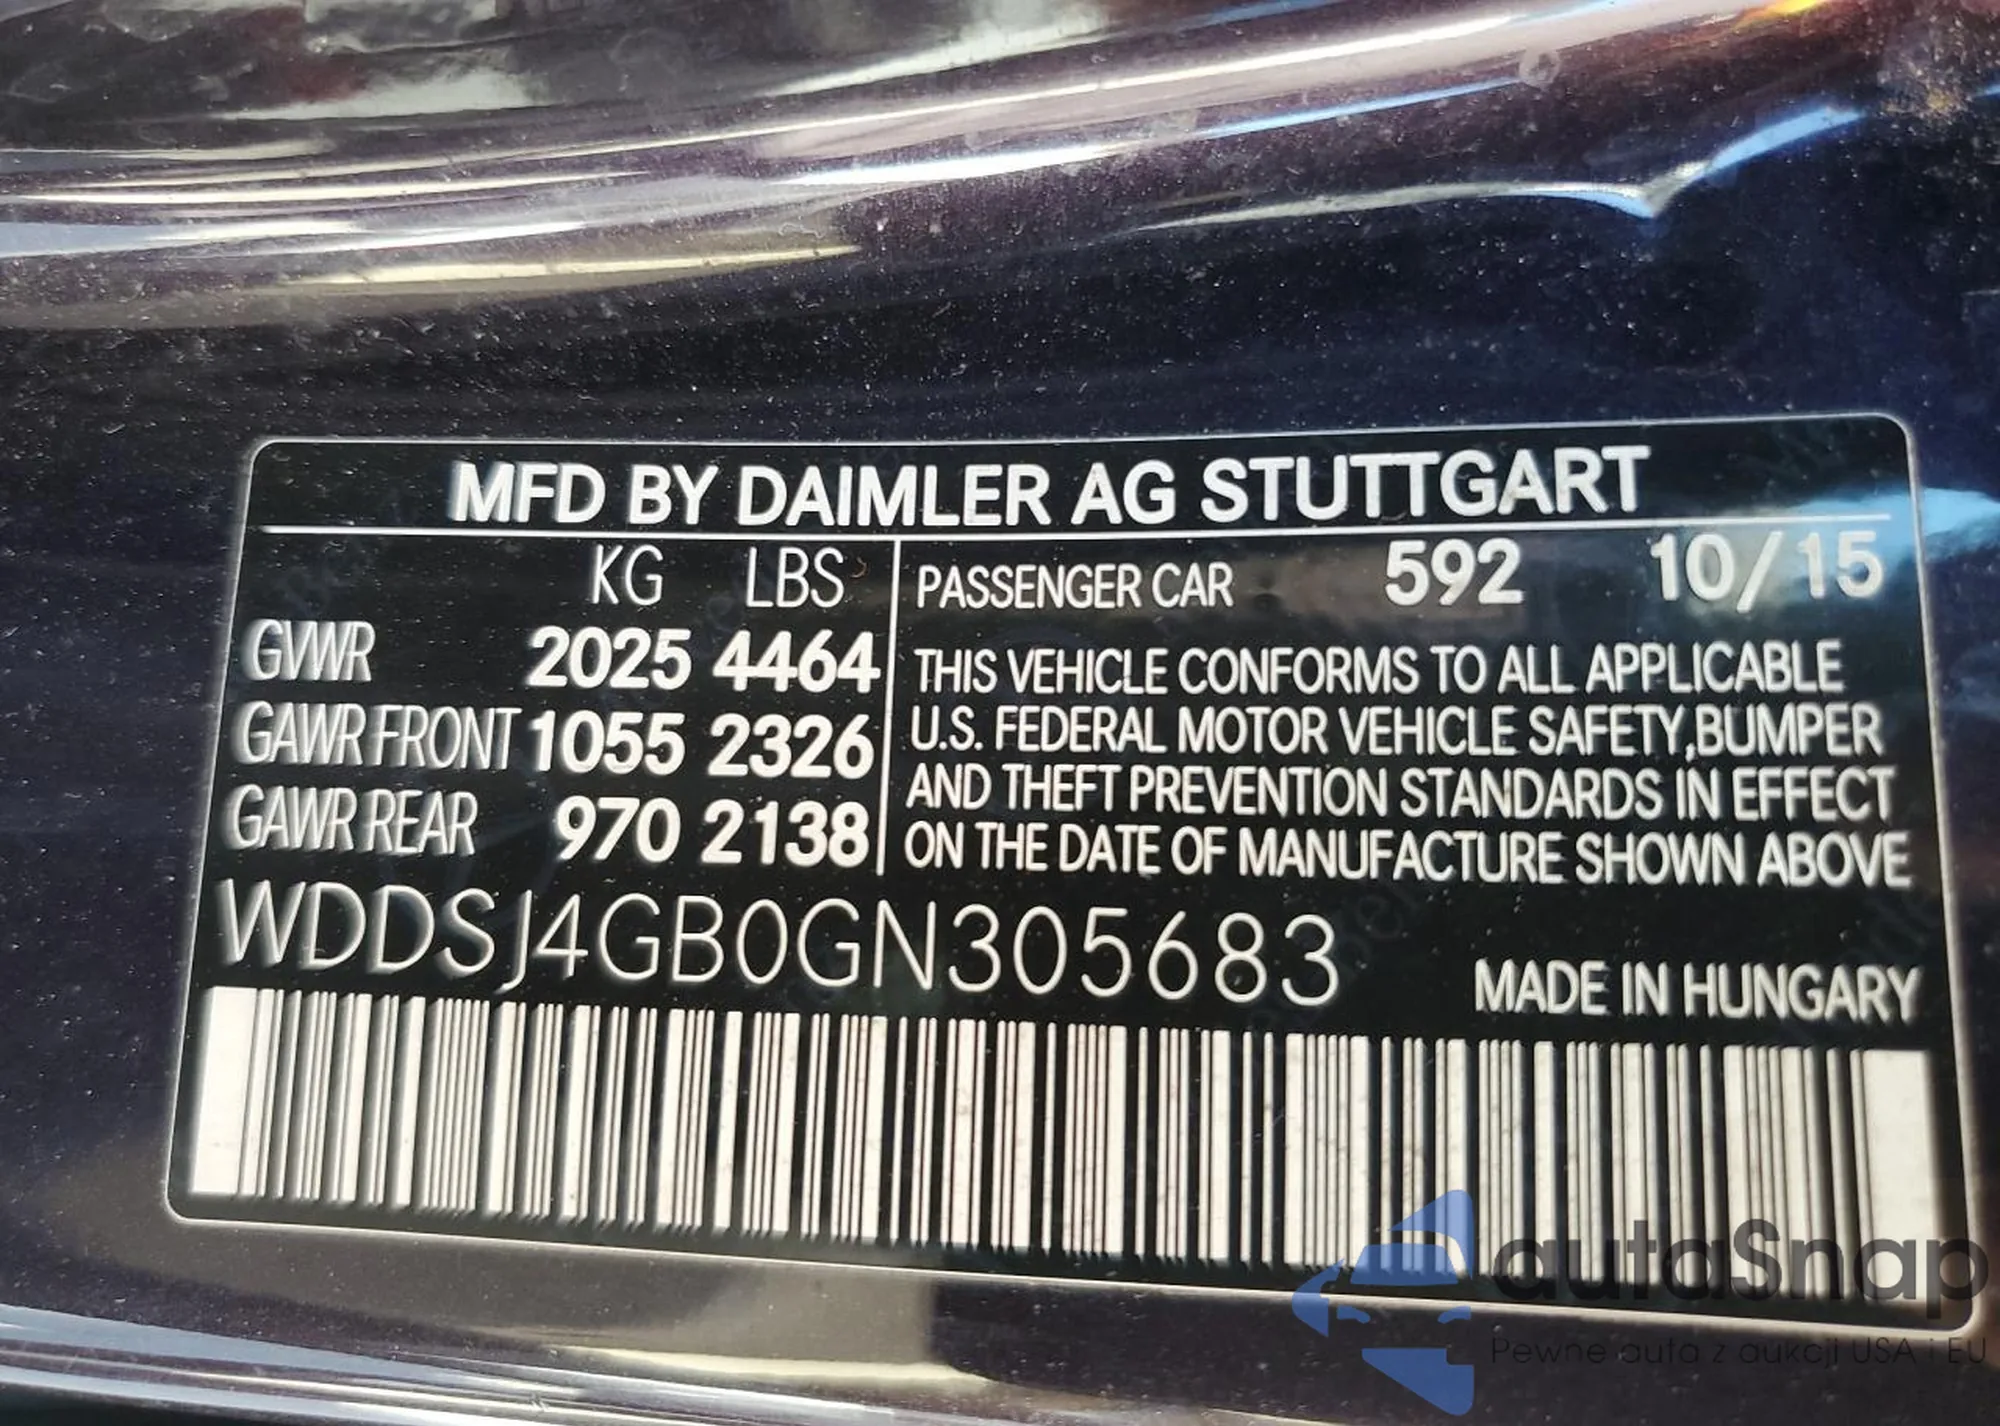 MFD BY DAIMLER AG STUTTGART
KG LBS
GVWR 2025 4464
GAWR FRONT 1055 2326
GAWR REAR 970 2138
PASSENGER CAR 592 10/15
THIS VEHICLE CONFORMS TO ALL APPLICABLE
U.S. FEDERAL MOTOR VEHICLE SAFETY,BUMPER
AND THEFT PREVENTION STANDARDS IN EFFECT
ON THE DATE OF MANUFACTURE SHOWN ABOVE
WDDSJ4GB0GN305683
MADE IN HUNGARY
autaSnap
Pewne auta z aukcji USA i EU